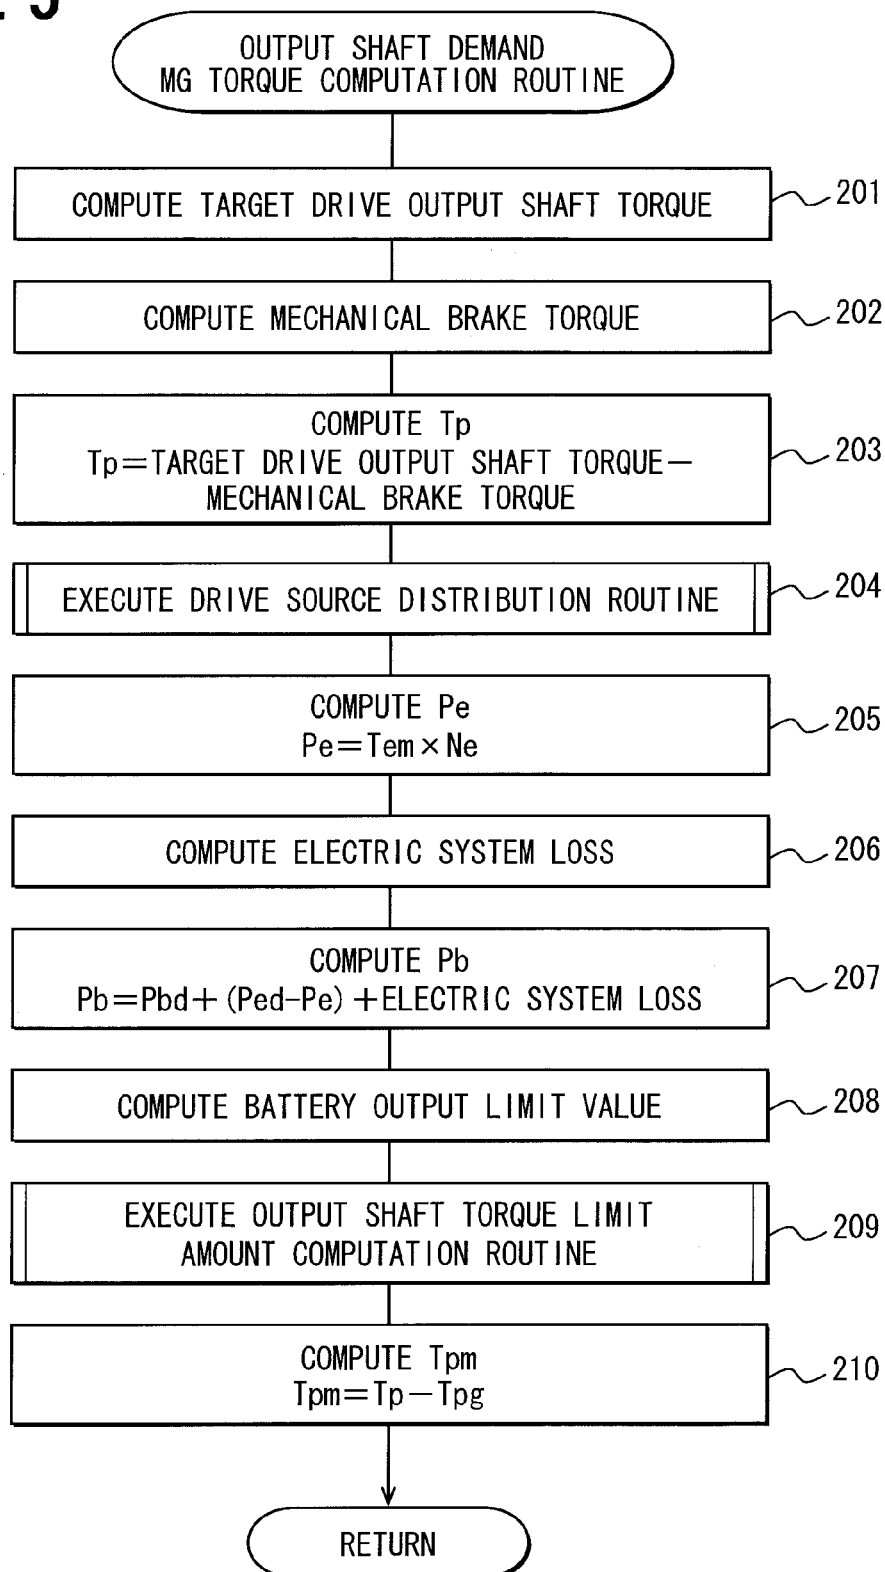 OUTPUT SHAFT DEMAND
MG TORQUE COMPUTATION ROUTINE
COMPUTE TARGET DRIVE OUTPUT SHAFT TORQUE
201
COMPUTE MECHANICAL BRAKE TORQUE
202
COMPUTE Tp
Tp=TARGET DRIVE OUTPUT SHAFT TORQUE−
MECHANICAL BRAKE TORQUE
203
EXECUTE DRIVE SOURCE DISTRIBUTION ROUTINE
204
COMPUTE Pe
Pe=Tem×Ne
205
COMPUTE ELECTRIC SYSTEM LOSS
206
COMPUTE Pb
Pb=Pbd+(Ped-Pe)+ELECTRIC SYSTEM LOSS
207
COMPUTE BATTERY OUTPUT LIMIT VALUE
208
EXECUTE OUTPUT SHAFT TORQUE LIMIT
AMOUNT COMPUTATION ROUTINE
209
COMPUTE Tpm
Tpm=Tp−Tpg
210
RETURN